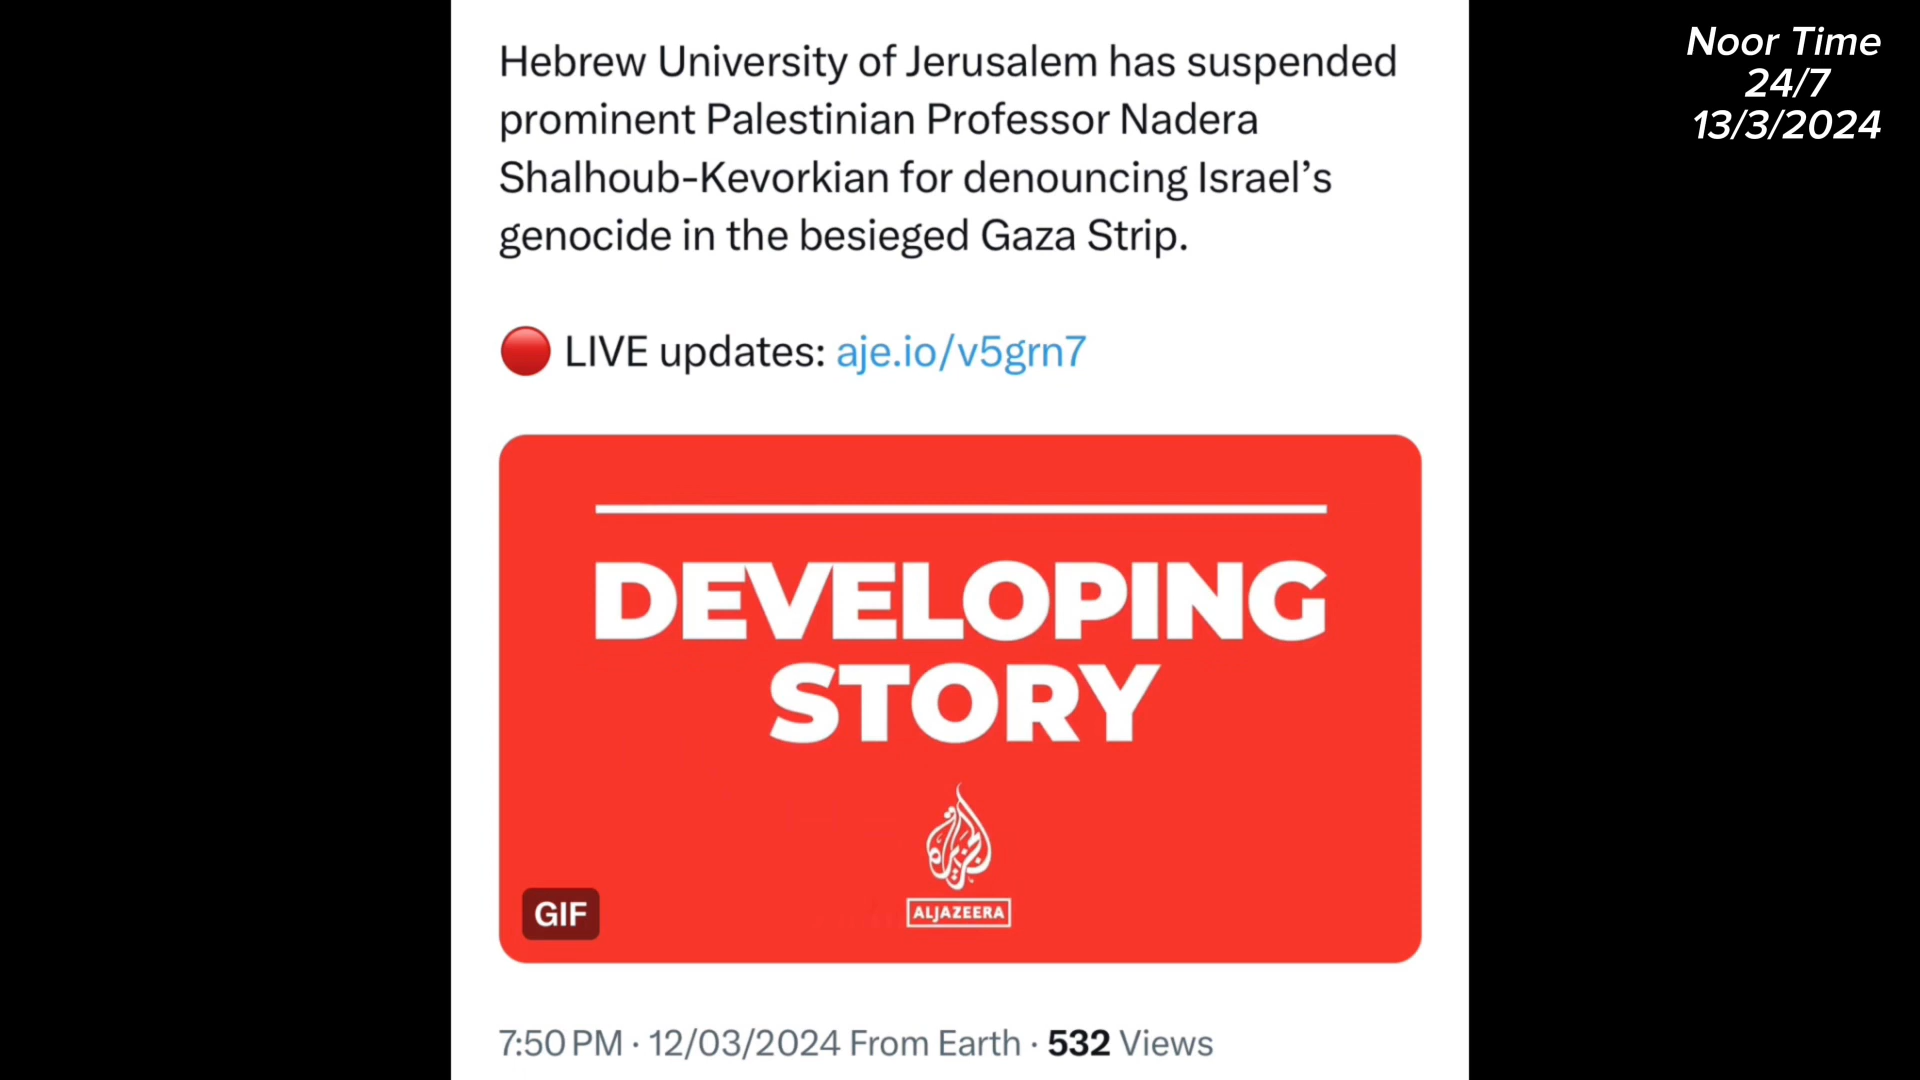 Noor Time
24/7
13/3/2024
Hebrew University of Jerusalem has suspended
prominent Palestinian Professor Nadera
Shalhoub-Kevorkian for denouncing Israel’s
genocide in the besieged Gaza Strip.
LIVE updates: aje.io/v5grn7
DEVELOPING
STORY
الجزيرة
ALJAZEERA
GIF
7:50 PM · 12/03/2024 From Earth · 532 Views